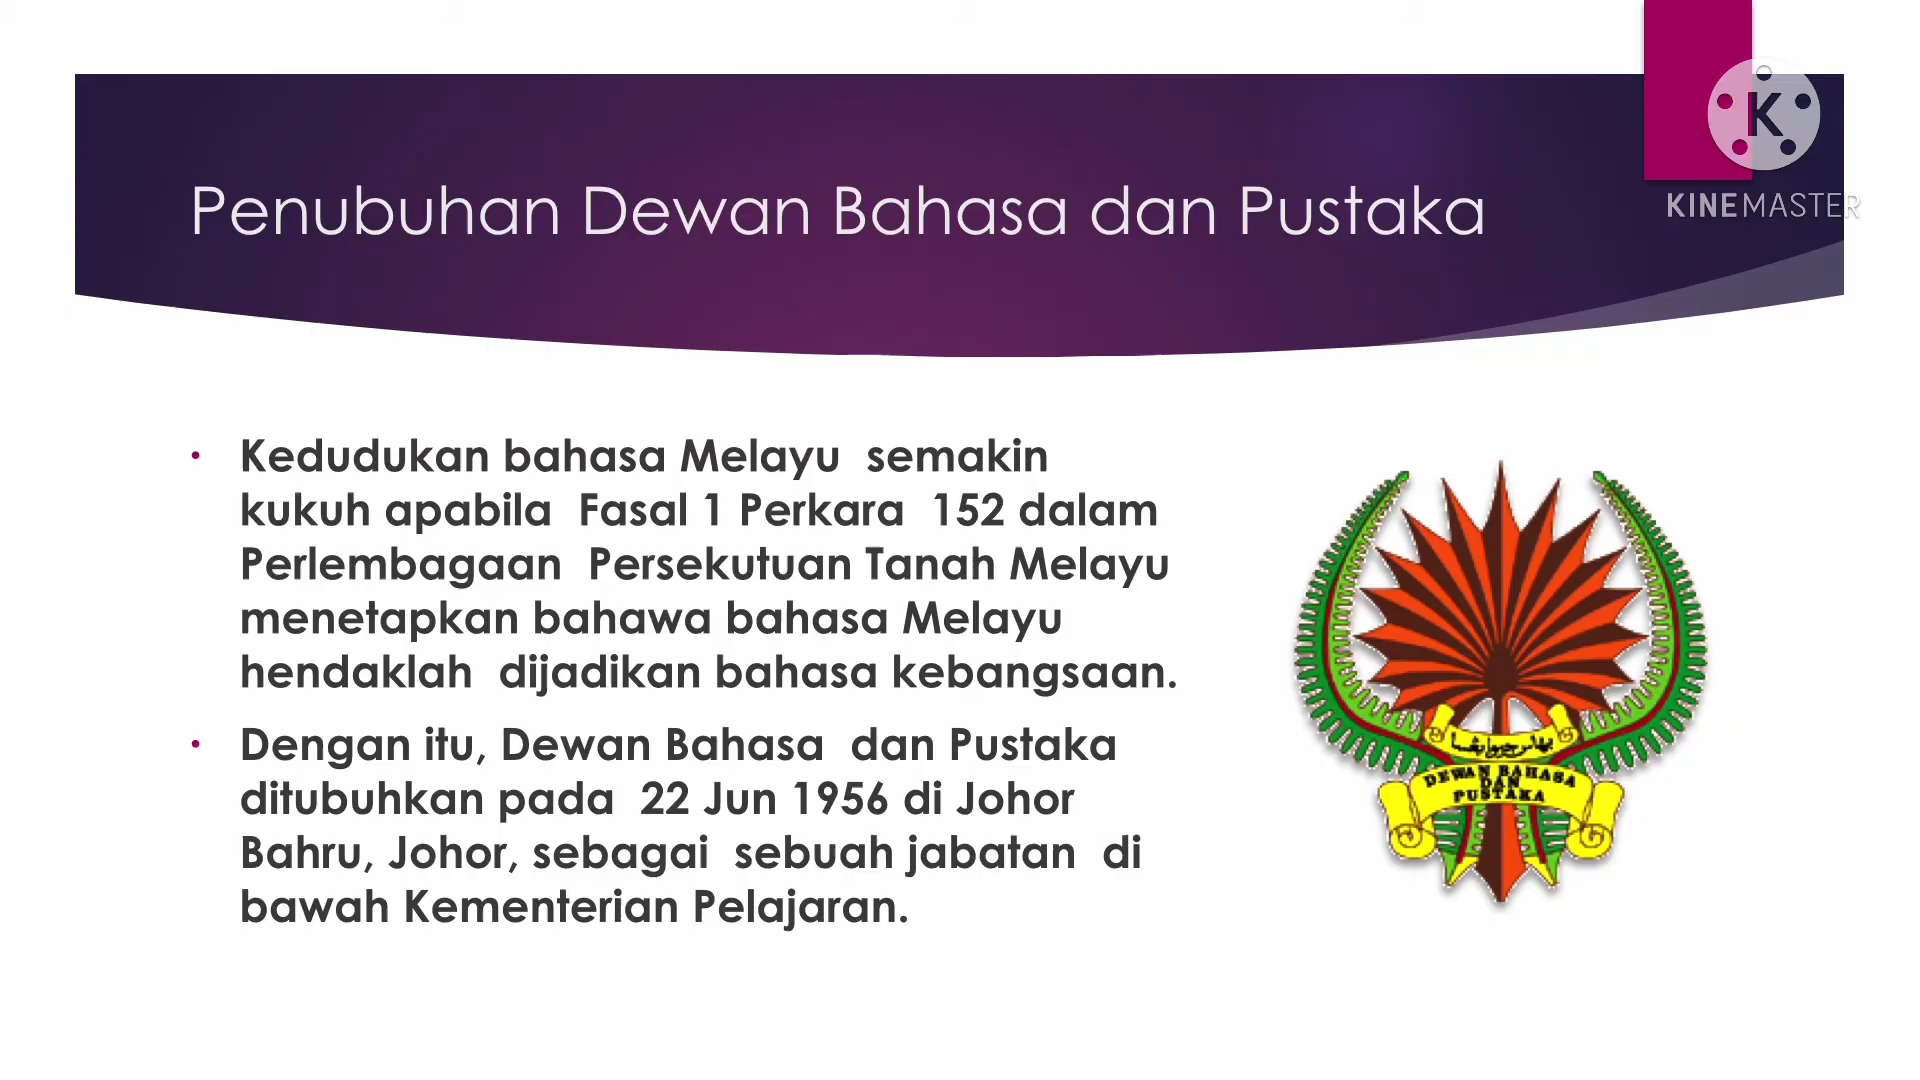 K
KINEMASTER
Penubuhan Dewan Bahasa dan Pustaka
• Kedudukan bahasa Melayu semakin
kukuh apabila Fasal 1 Perkara 152 dalam
Perlembagaan Persekutuan Tanah Melayu
menetapkan bahawa bahasa Melayu
hendaklah dijadikan bahasa kebangsaan.
• Dengan itu, Dewan Bahasa dan Pustaka
ditubuhkan pada 22 Jun 1956 di Johor
Bahru, Johor, sebagai sebuah jabatan di
bawah Kementerian Pelajaran.
DEWAN BAHASA
DAN
PUSTAKA